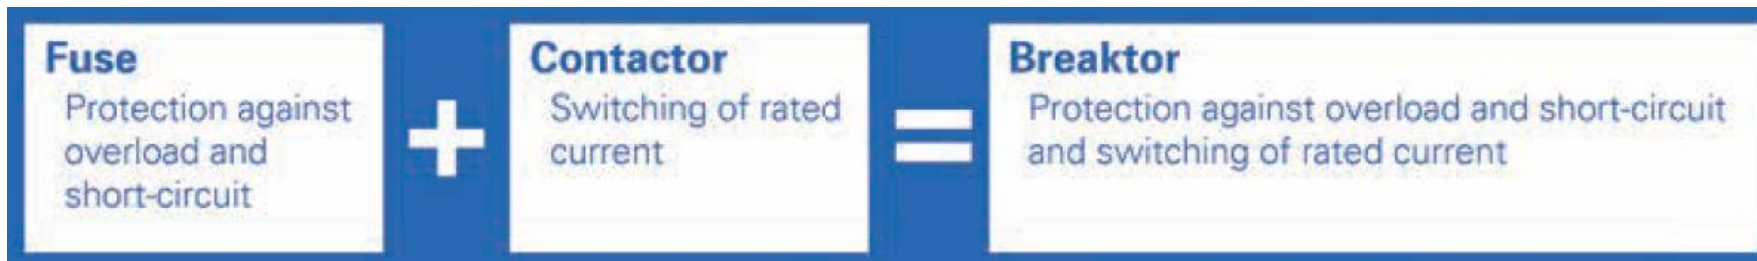 Fuse
Protection against
overload and
short-circuit
+
Contactor
Switching of rated
current
=
Breaktor
Protection against overload and short-circuit
and switching of rated current